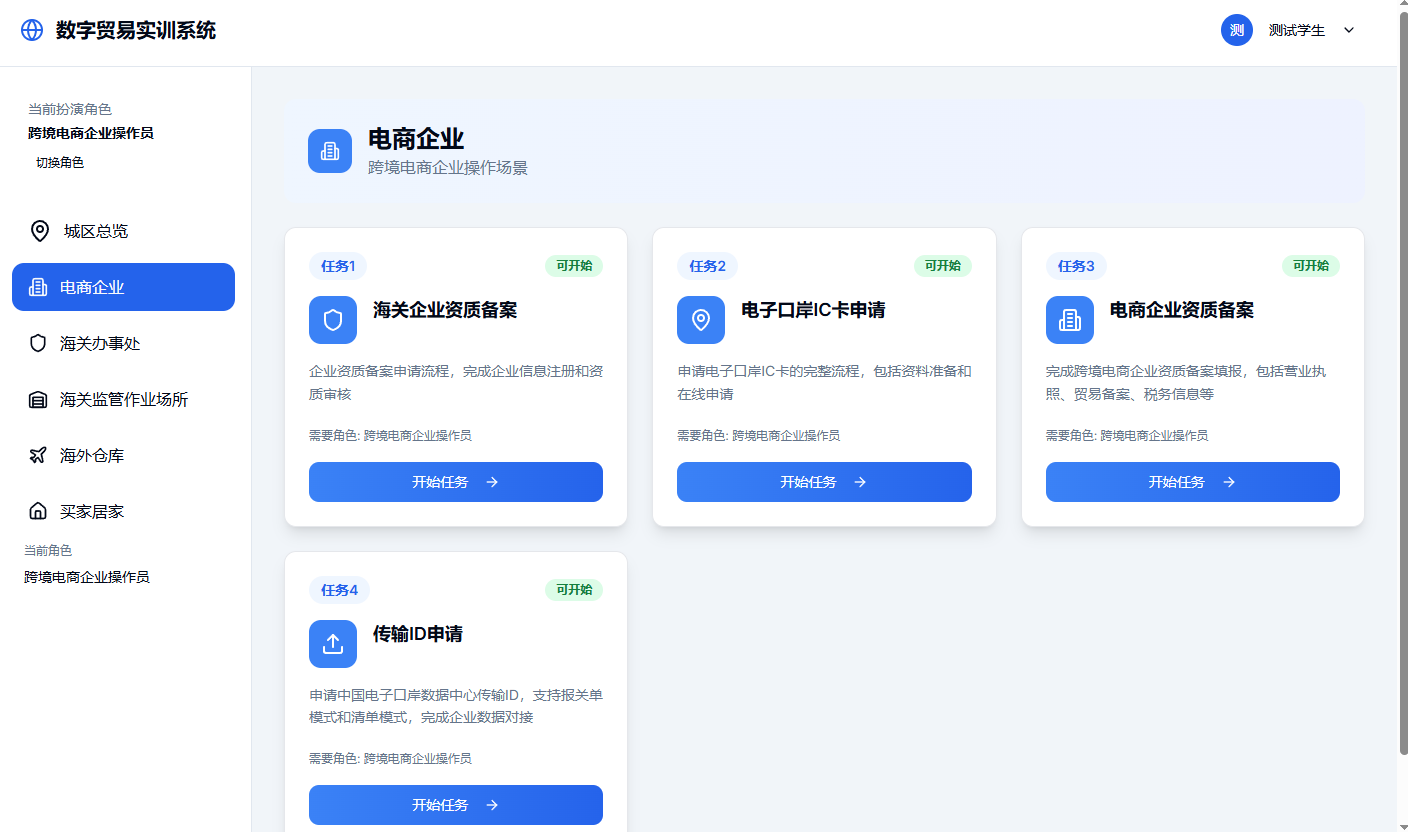 数字贸易实训系统
测
测试学生
当前扮演角色
跨境电商企业操作员
切换角色
城区总览
电商企业
海关办事处
海关监管作业场所
海外仓库
买家居家
当前角色
跨境电商企业操作员
电商企业
跨境电商企业操作场景
任务1
可开始
海关企业资质备案
企业资质备案申请流程，完成企业信息注册和资
质审核
需要角色: 跨境电商企业操作员
开始任务
任务2
可开始
电子口岸IC卡申请
申请电子口岸IC卡的完整流程，包括资料准备和
在线申请
需要角色: 跨境电商企业操作员
开始任务
任务3
可开始
电商企业资质备案
完成跨境电商企业资质备案填报，包括营业执
照、贸易备案、税务信息等
需要角色: 跨境电商企业操作员
开始任务
任务4
可开始
传输ID申请
申请中国电子口岸数据中心传输ID，支持报关单
模式和清单模式，完成企业数据对接
需要角色: 跨境电商企业操作员
开始任务